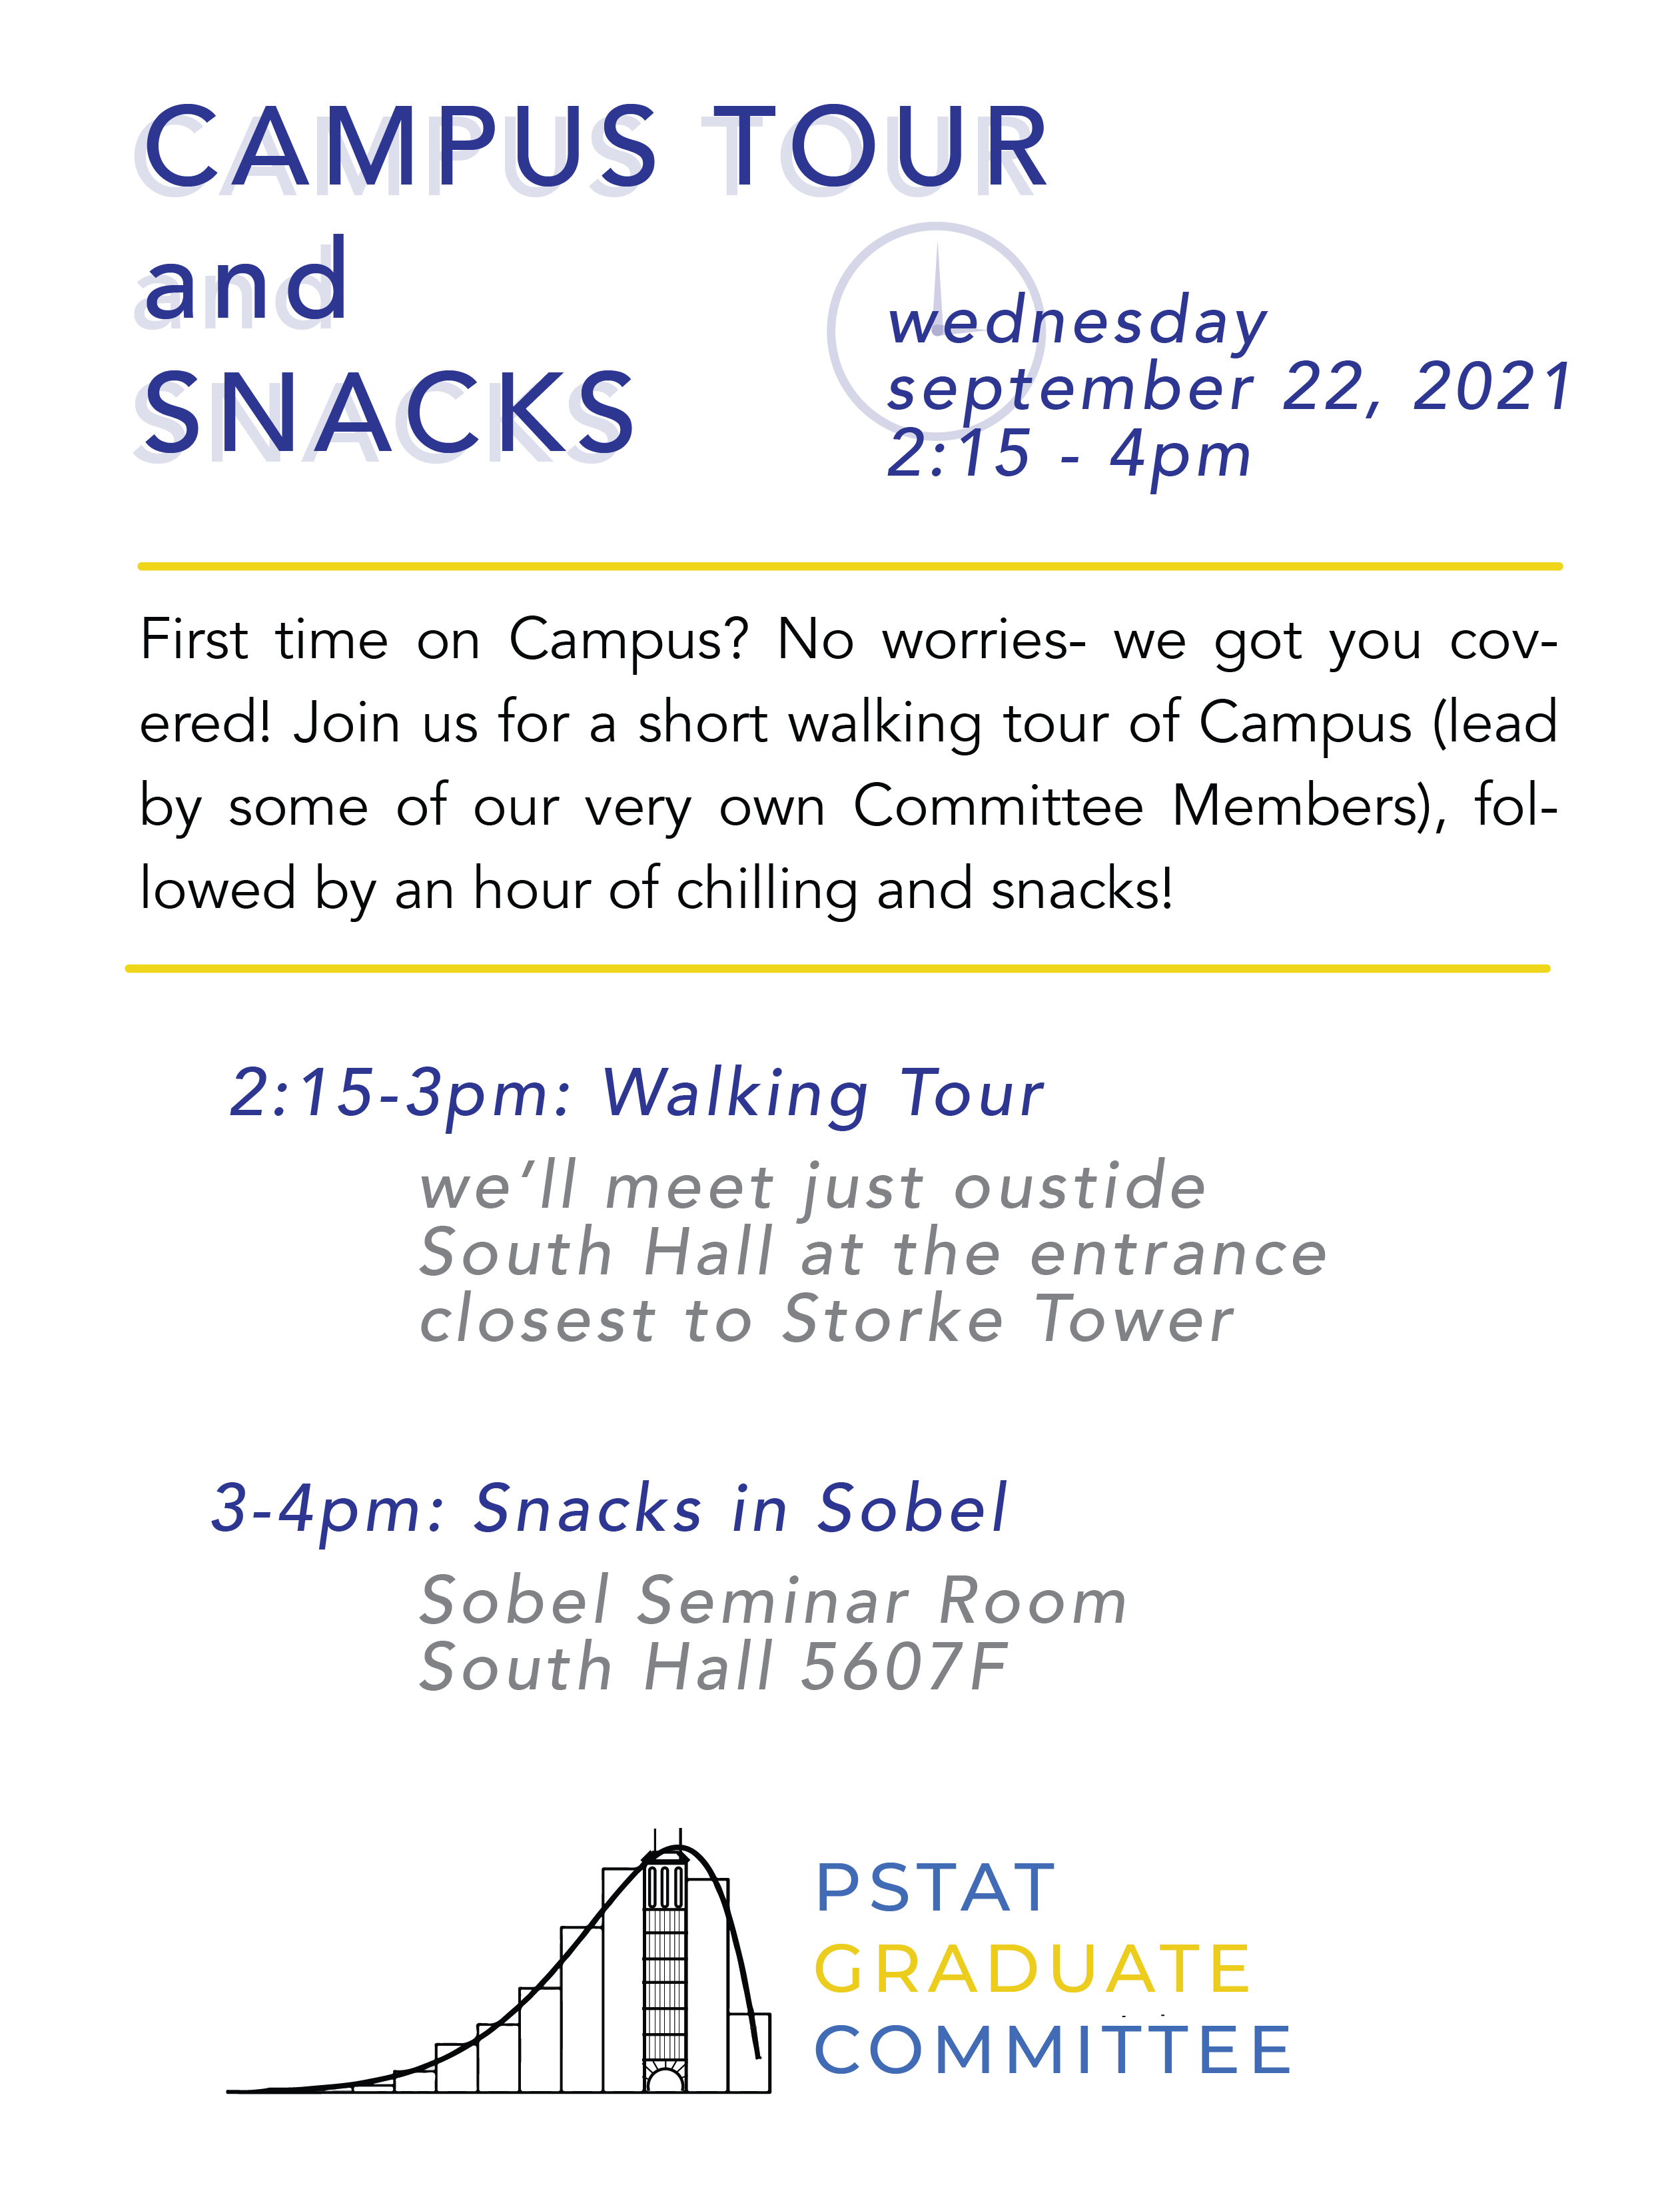 CAMPUS TOUR
and
SNACKS
wednesday
september 22, 2021
2:15 - 4pm
First time on Campus? No worries- we got you cov-
ered! Join us for a short walking tour of Campus (lead
by some of our very own Committee Members), fol-
lowed by an hour of chilling and snacks!
2:15-3pm: Walking Tour
we'll meet just oustide
South Hall at the entrance
closest to Storke Tower
3-4pm: Snacks in Sobel
Sobel Seminar Room
South Hall 5607F
PSTAT
GRADUATE
COMMITTEE